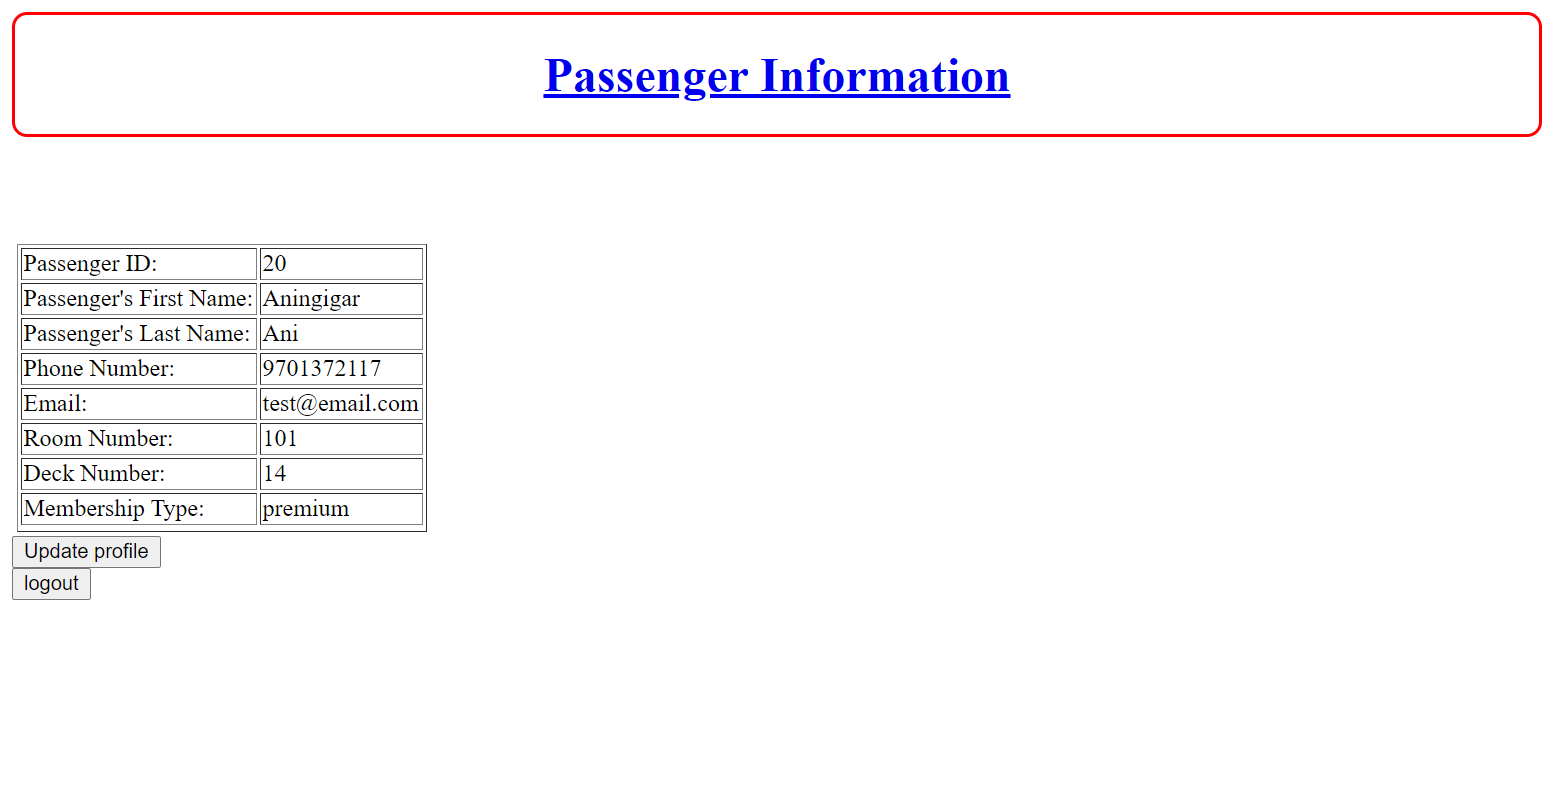 Passenger Information
Passenger ID: 20
Passenger's First Name: Aningigar
Passenger's Last Name: Ani
Phone Number: 9701372117
Email: test@email.com
Room Number: 101
Deck Number: 14
Membership Type: premium
Update profile
logout